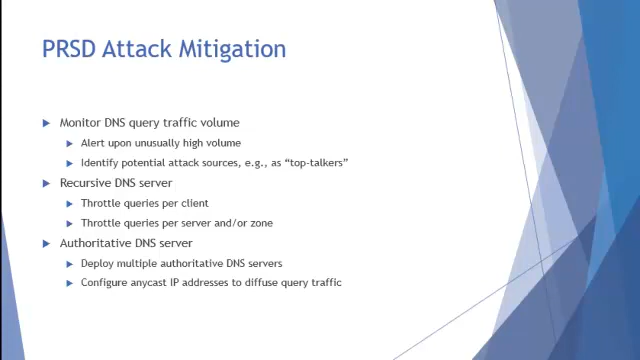 PRSD Attack Mitigation
Monitor DNS query traffic volume
Alert upon unusually high volume
Identify potential attack sources, e.g., as “top-talkers”
Recursive DNS server
Throttle queries per client
Throttle queries per server and/or zone
Authoritative DNS server
Deploy multiple authoritative DNS servers
Configure anycast IP addresses to diffuse query traffic